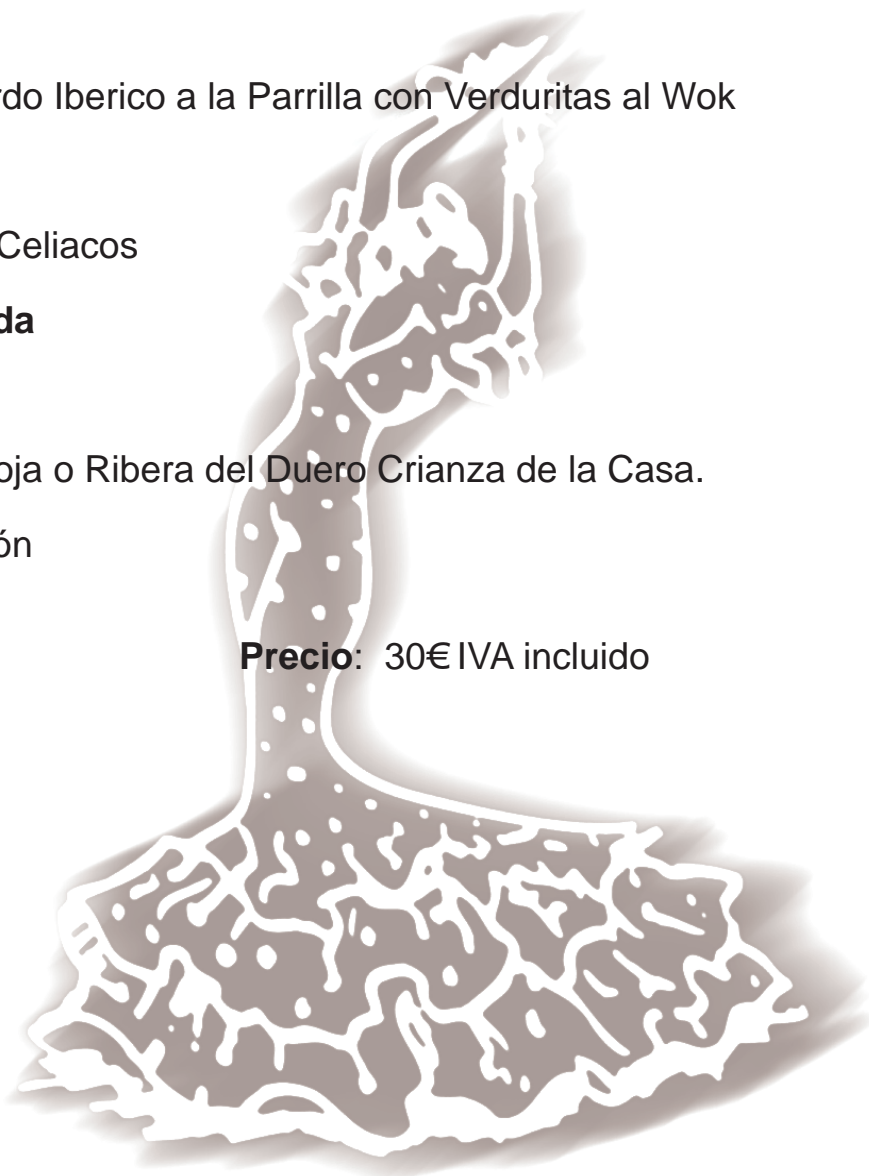 rdo Iberico a la Parrilla con Verduritas al Wok
Celiacos
da
oja o Ribera del Duero Crianza de la Casa.
ón
Precio: 30€ IVA incluido